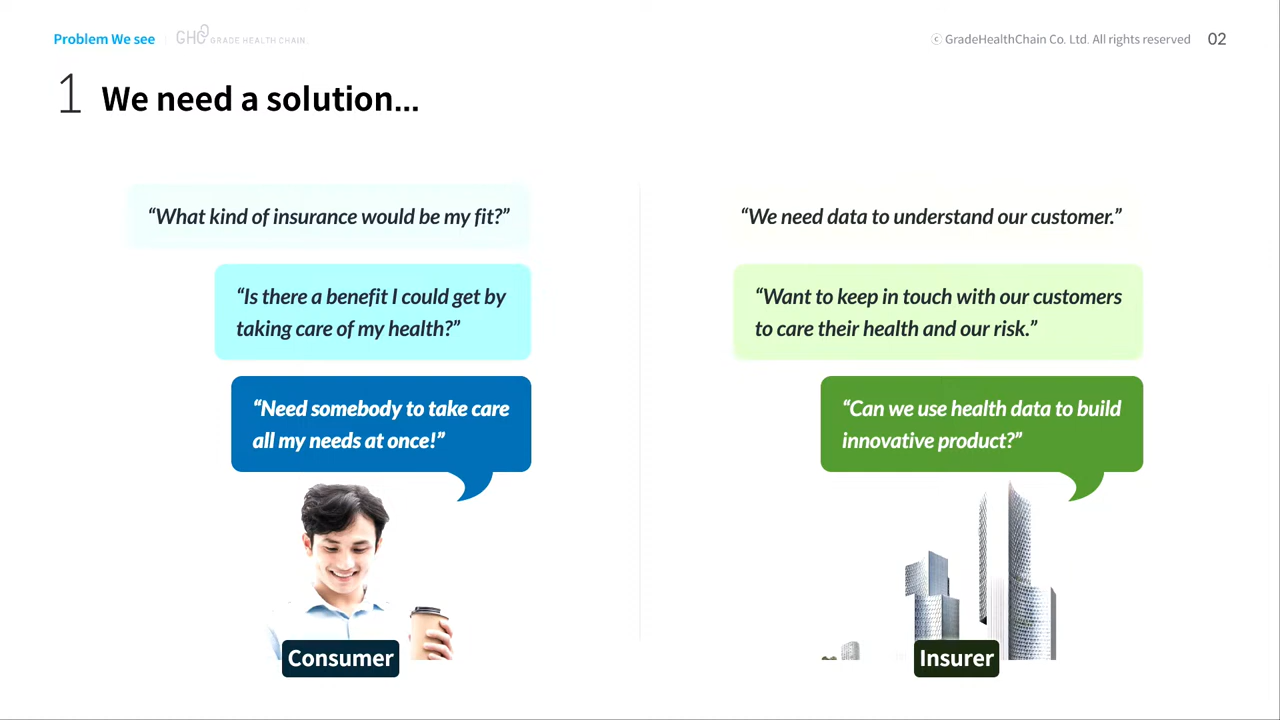 Problem We see
GHC GRADE HEALTH CHAIN
ⓒ GradeHealthChain Co. Ltd. All rights reserved 02
1 We need a solution...
“What kind of insurance would be my fit?”
“Is there a benefit I could get by
taking care of my health?”
“Need somebody to take care
all my needs at once!”
Consumer
“We need data to understand our customer.”
“Want to keep in touch with our customers
to care their health and our risk.”
“Can we use health data to build
innovative product?”
Insurer